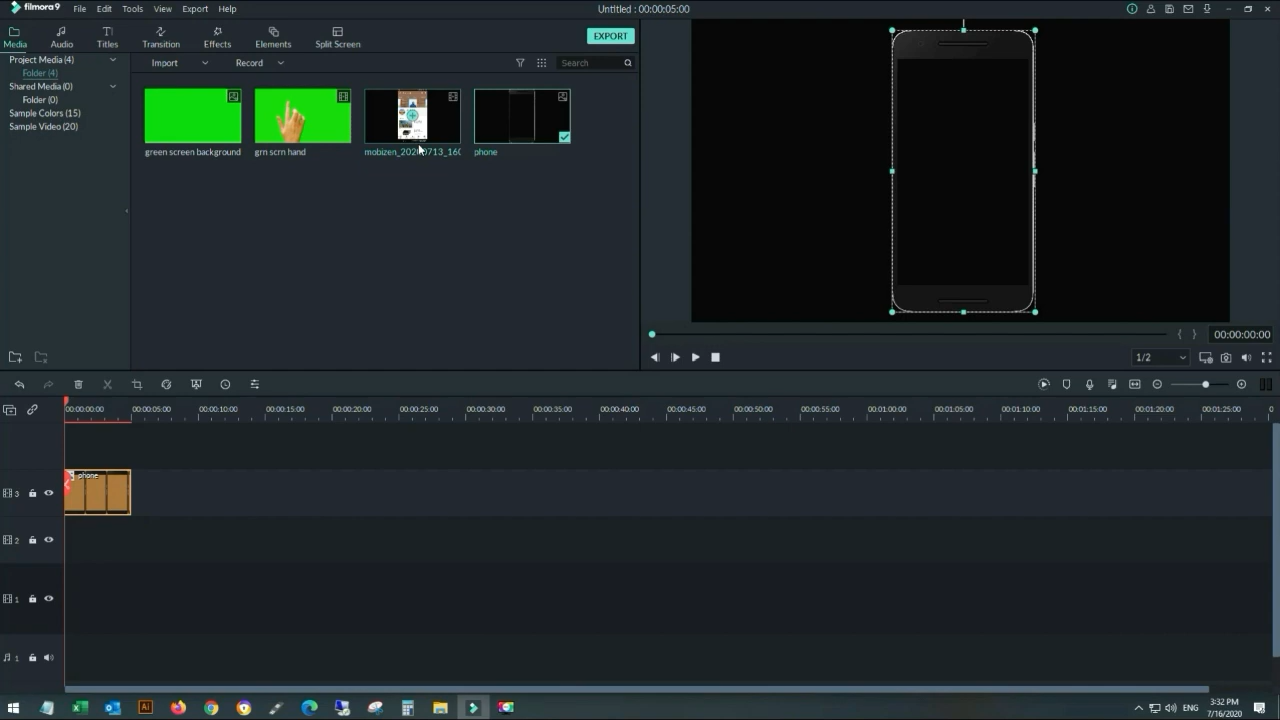 filmora9 File Edit Tools View Export Help Untitled : 00:00:05:00
Media Audio Titles Transition Effects Elements Split Screen EXPORT
Project Media (4) Import Record Search
Folder (4)
Shared Media (0)
Folder (0)
Sample Colors (15)
Sample Video (20)
green screen background grn scrn hand phone
00:00:00:00
1/2
00:00:00:00 00:00:05:00 00:00:10:00 00:00:15:00 00:00:20:00 00:00:25:00 00:00:30:00 00:00:35:00 00:00:40:00 00:00:45:00 00:00:50:00 00:00:55:00 00:01:00:00 00:01:05:00 00:01:10:00 00:01:15:00 00:01:20:00 00:01:25:00 0
phone
3
2
1
1
Ai ENG 3:32 PM
7/16/2020